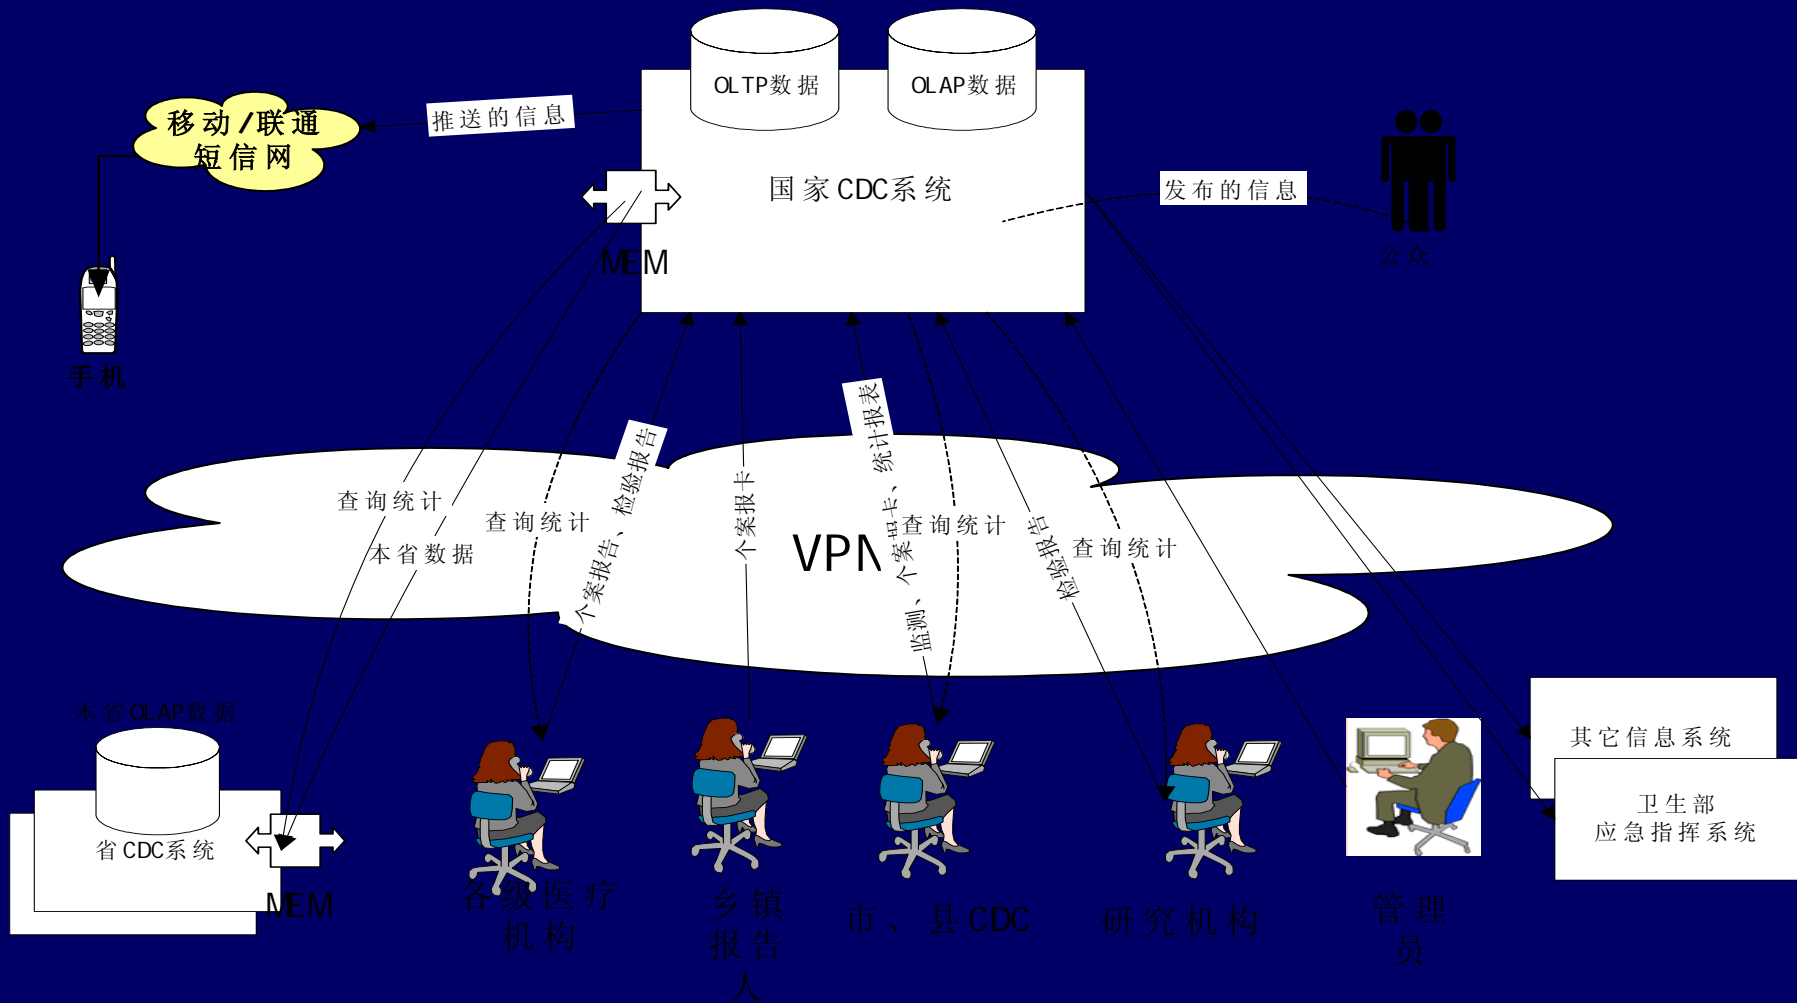 OLTP数据
OLAP数据
移动/联通
短信网
推送的信息
国家CDC系统
发布的信息
公众
MEM
手机
查询统计
本省数据
查询统计
个案报告、检验报告
个案报卡
VPN
监测、个案报卡、统计报表
查询统计
检验报告
查询统计
本省OLAP数据
省CDC系统
MEM
其它信息系统
卫生部
应急指挥系统
各级医疗
机构
乡镇
报告
人
市、县CDC
研究机构
管理
员